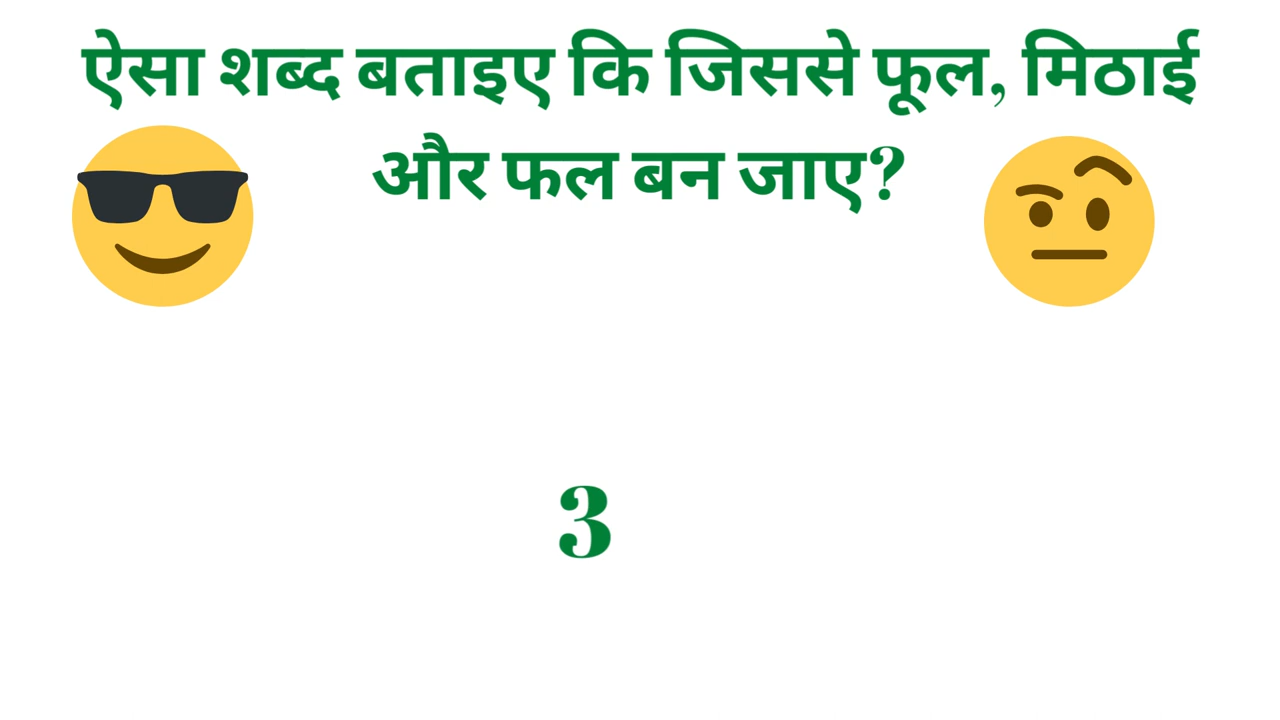 ऐसा शब्द बताइए कि जिससे फूल, मिठाई
और फल बन जाए?
3